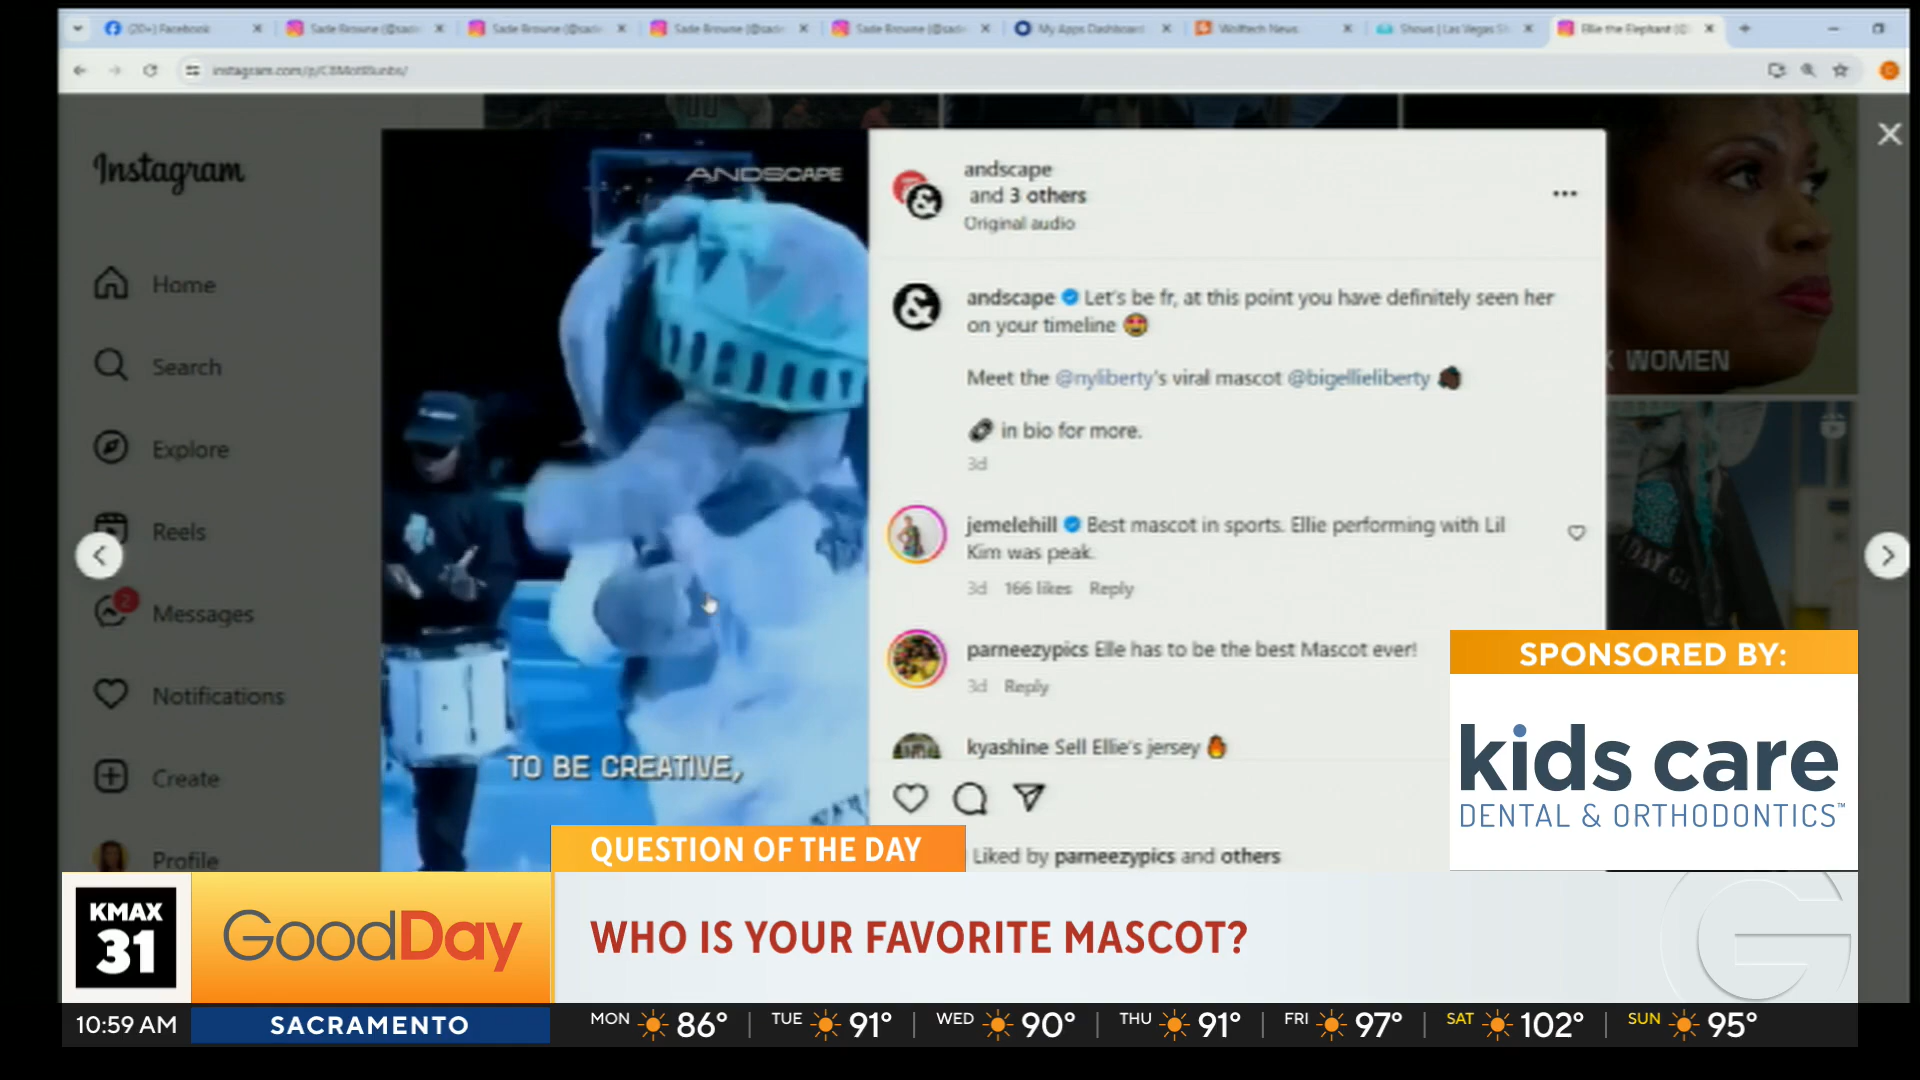 (20+) Facebook
Sade Browne (@sade
Sade Browne (@sade
Sade Browne (@sade
Sade Browne (@sade
My Apps Dashboard
Wolftech News
Shows | Las Vegas Sh
Ellie the Elephant (@
Instagram
Home
Search
Explore
Reels
2
Messages
Notifications
Create
Profile
ANDSCAPE
TO BE CREATIVE,
andscape
and 3 others
Original audio
andscape Let's be fr, at this point you have definitely seen her
on your timeline 🤩
Meet the @nyliberty's viral mascot @bigellieliberty
🔗 in bio for more.
3d
jemelehill Best mascot in sports. Ellie performing with Lil
Kim was peak.
3d 166 likes Reply
parneezypics Elle has to be the best Mascot ever!
3d Reply
kyashine Sell Ellie's jersey 🔥
Liked by parneezypics and others
WOMEN
SPONSORED BY:
kids care
DENTAL & ORTHODONTICS™
QUESTION OF THE DAY
KMAX
31
GoodDay
WHO IS YOUR FAVORITE MASCOT?
G
10:59 AM
SACRAMENTO
MON 86° | TUE 91° | WED 90° | THU 91° | FRI 97° | SAT 102° | SUN 95°